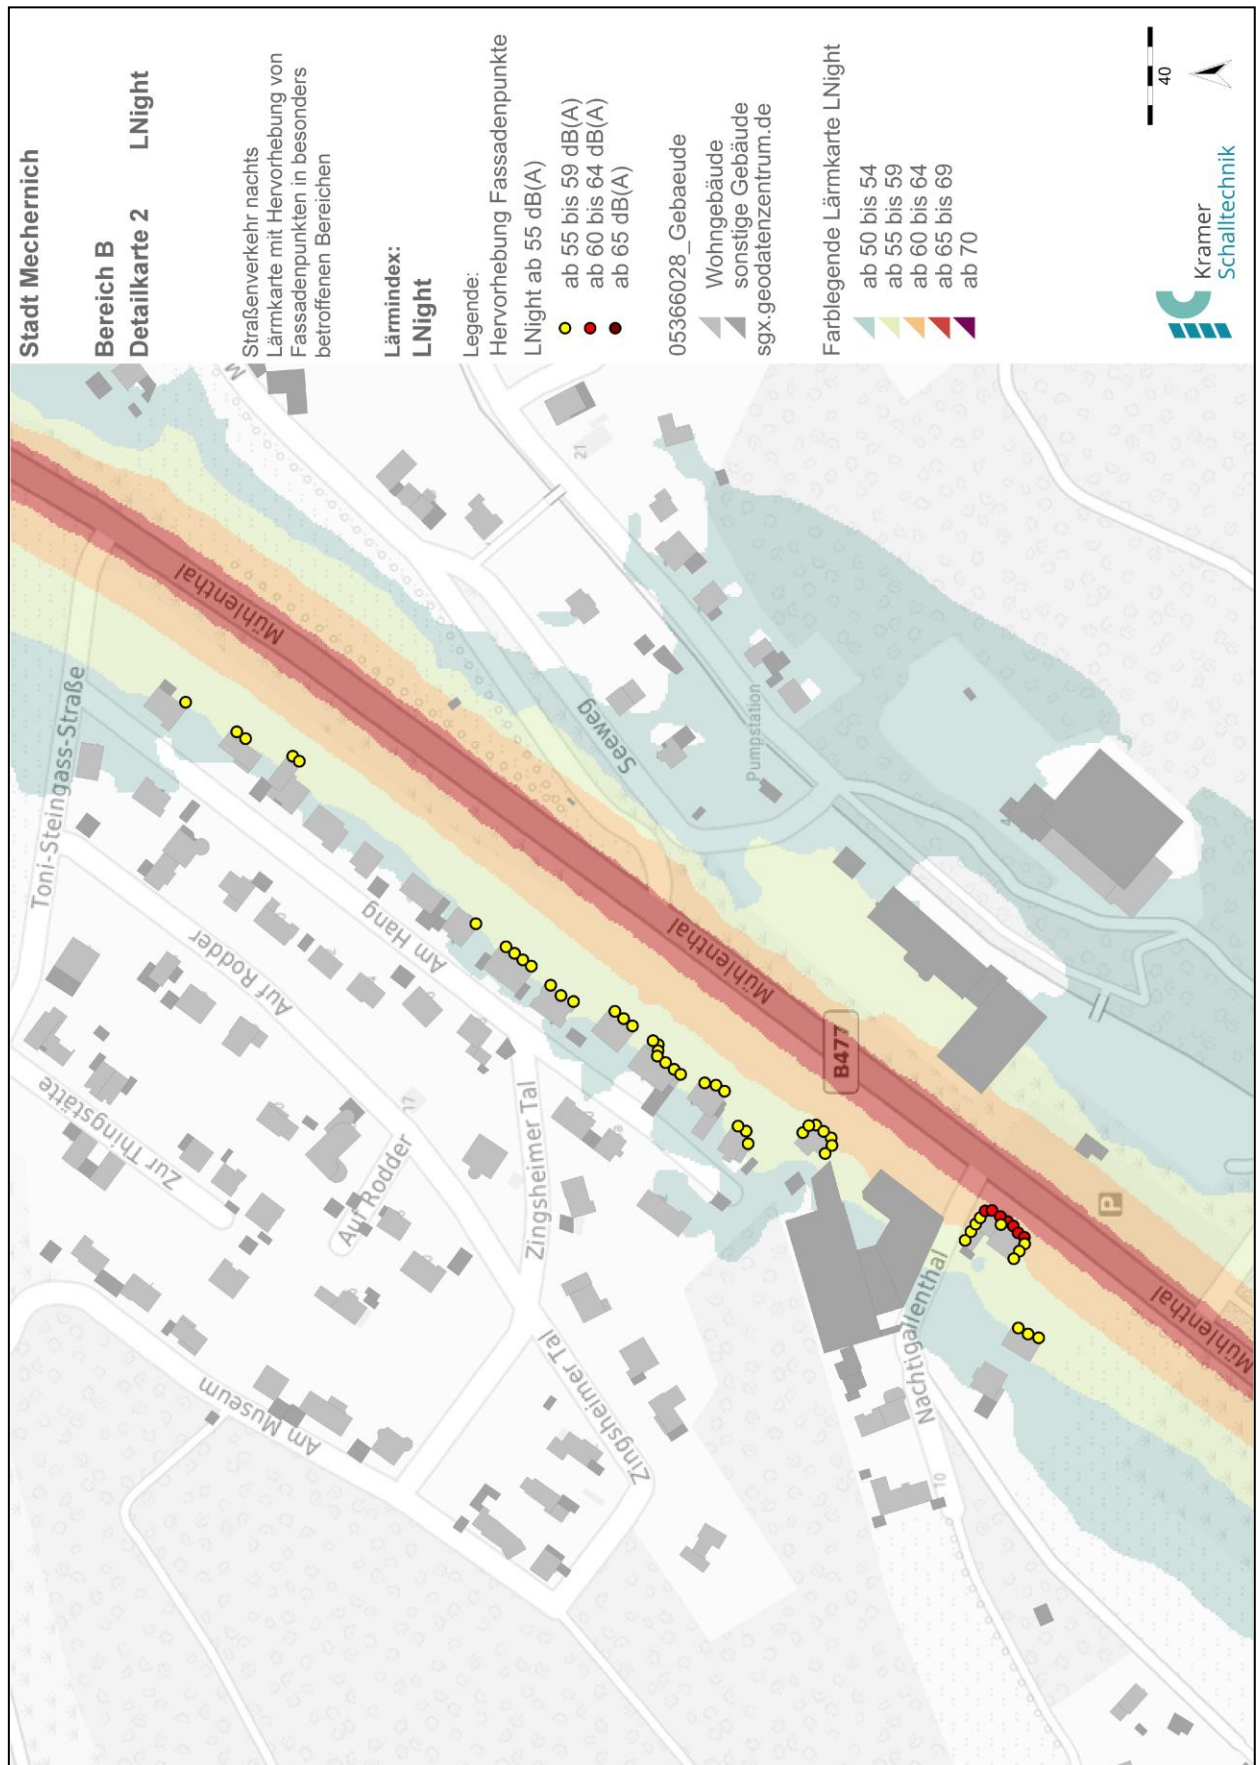 Stadt Mechernich
Bereich B
Detailkarte 2 LNight
Straßenverkehr nachts
Lärmkarte mit Hervorhebung von
Fassadenpunkten in besonders
betroffenen Bereichen
Lärmindex:
LNight
Legende:
Hervorhebung Fassadenpunkte
LNight ab 55 dB(A)
ab 55 bis 59 dB(A)
ab 60 bis 64 dB(A)
ab 65 dB(A)
05366028_Gebaeude
Wohngebäude
sonstige Gebäude
sgx.geodatenzentrum.de
Farblegende Lärmkarte LNight
ab 50 bis 54
ab 55 bis 59
ab 60 bis 64
ab 65 bis 69
ab 70
40
Kramer
Schalltechnik
Toni-Steingass-Straße
Mühlenthal
Seeweg
21
Pumpstation
Am Hang
Auf Rodder
Zur Thingstätte
17
Auf Rodder
Zingsheimer Tal
Am Museum
Zingsheimer Tal
Mühlenthal
B477
P
Nachtigallenthal
10
Mühlenthal